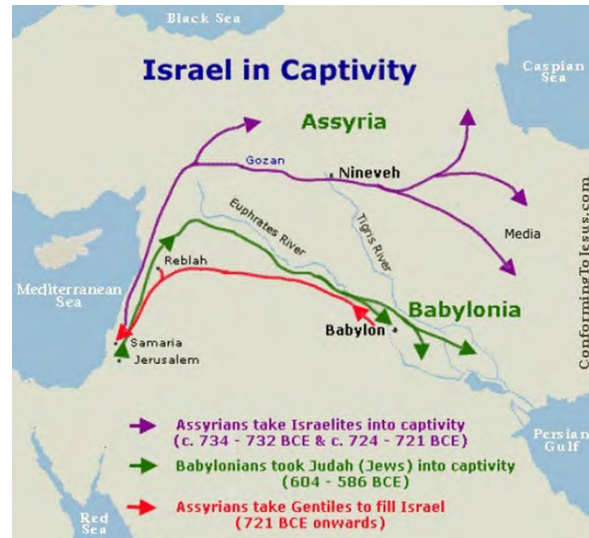 Black Sea
Israel in Captivity
Caspian
Sea
Assyria
Gozan
Nineveh
Euphrates River
Tigris River
Media
Reblah
Mediterranean
Sea
Babylonia
Babylon
Samaria
Jerusalem
ConformingToJesus.com
Assyrians take Israelites into captivity
(c. 734 - 732 BCE & c. 724 - 721 BCE)
Persian
Gulf
Babylonians took Judah (Jews) into captivity
(604 - 586 BCE)
Assyrians take Gentiles to fill Israel
(721 BCE onwards)
Red
Sea